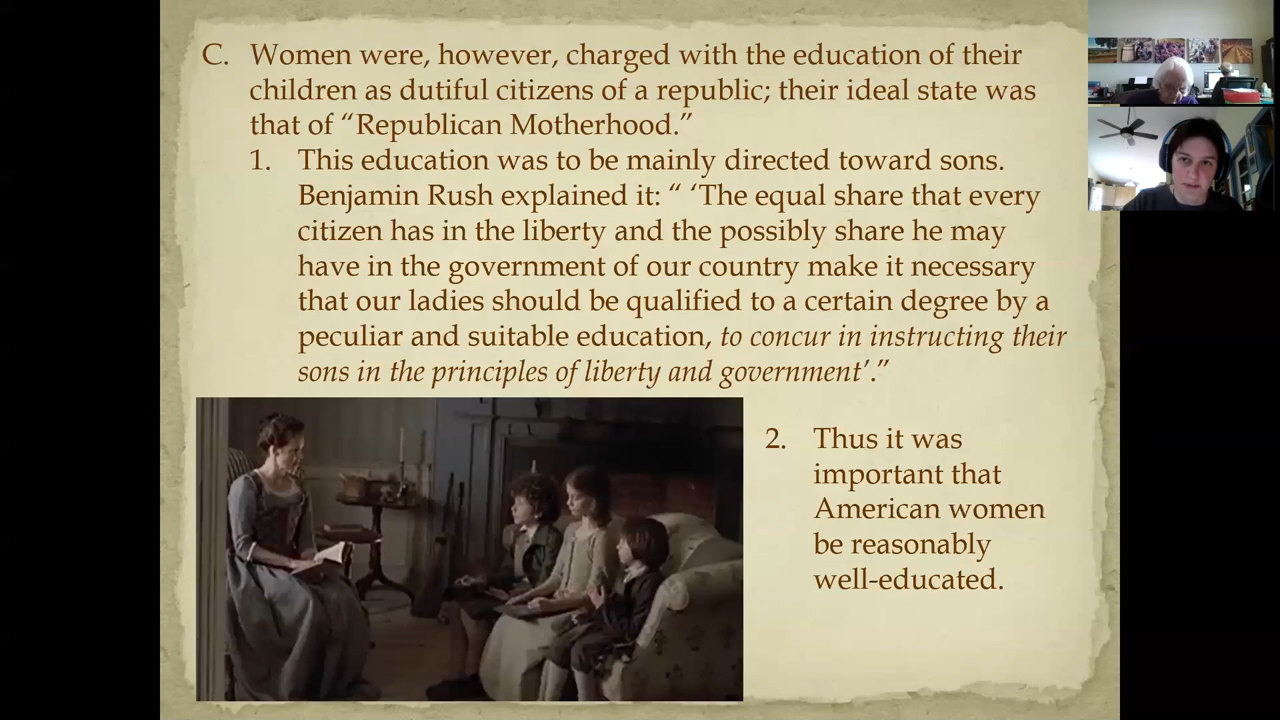 C. Women were, however, charged with the education of their
children as dutiful citizens of a republic; their ideal state was
that of “Republican Motherhood.”
1. This education was to be mainly directed toward sons.
Benjamin Rush explained it: “ ‘The equal share that every
citizen has in the liberty and the possibly share he may
have in the government of our country make it necessary
that our ladies should be qualified to a certain degree by a
peculiar and suitable education, to concur in instructing their
sons in the principles of liberty and government’.”
2. Thus it was
important that
American women
be reasonably
well-educated.